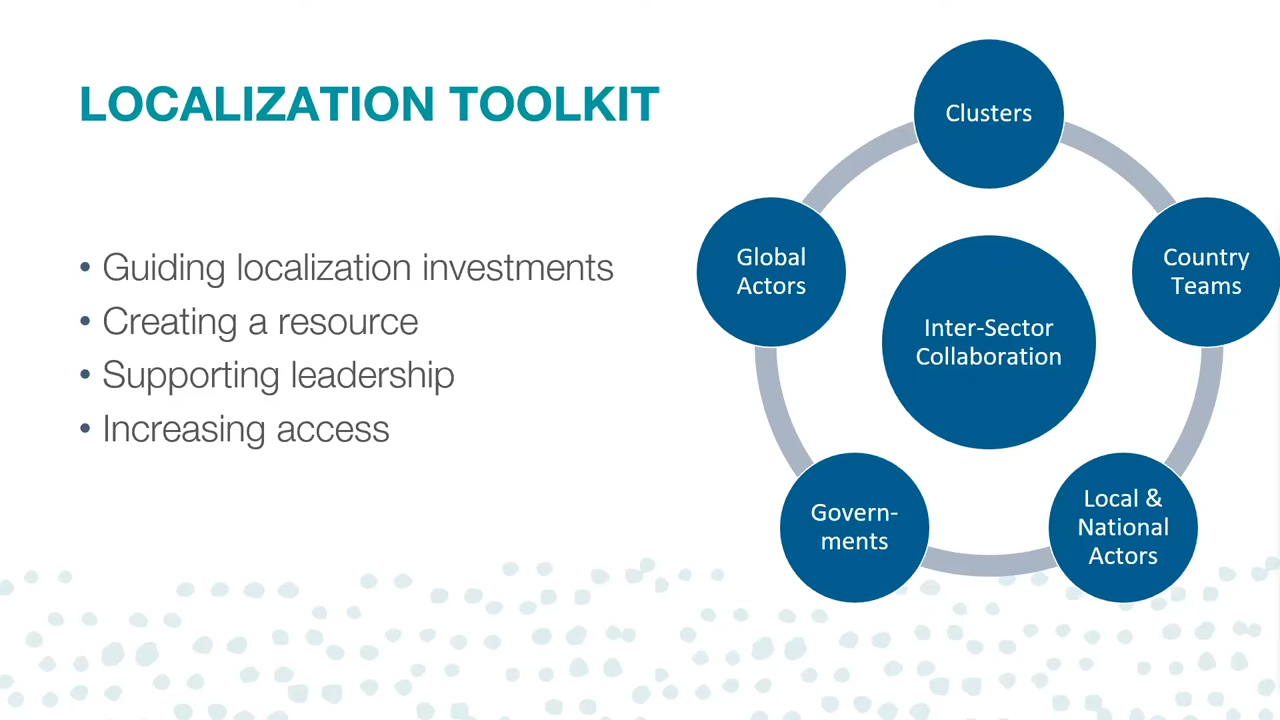 LOCALIZATION TOOLKIT
• Guiding localization investments
• Creating a resource
• Supporting leadership
• Increasing access
Clusters
Global
Actors
Country
Teams
Inter-Sector
Collaboration
Govern-
ments
Local &
National
Actors